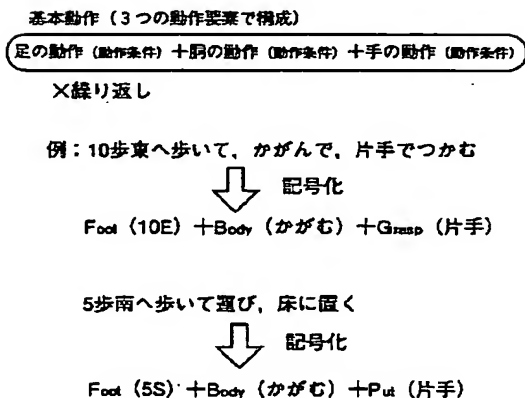 基本動作（３つの動作要素で構成）
足の動作（動作条件）＋胴の動作（動作条件）＋手の動作（動作条件）
×繰り返し
例：10歩東へ歩いて，かがんで，片手でつかむ
記号化
Foot（10E）＋Body（かがむ）＋Grasp（片手）
5歩南へ歩いて運び，床に置く
記号化
Foot（5S）＋Body（かがむ）＋Put（片手）